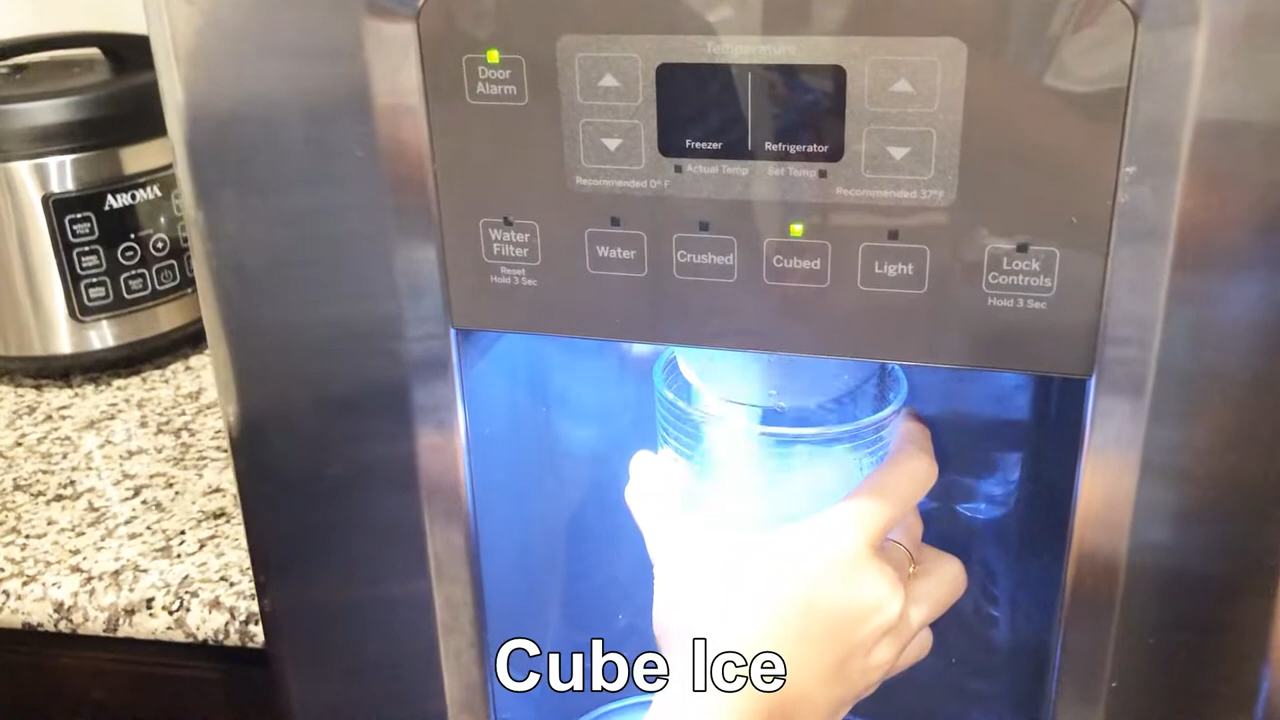 Temperature
Door
Alarm
Freezer
Refrigerator
Actual Temp
Set Temp
Recommended 0° F
Recommended 37°F
AROMA
Water
Filter
Reset
Hold 3 Sec
Water
Crushed
Cubed
Light
Lock
Controls
Hold 3 Sec
Cube Ice